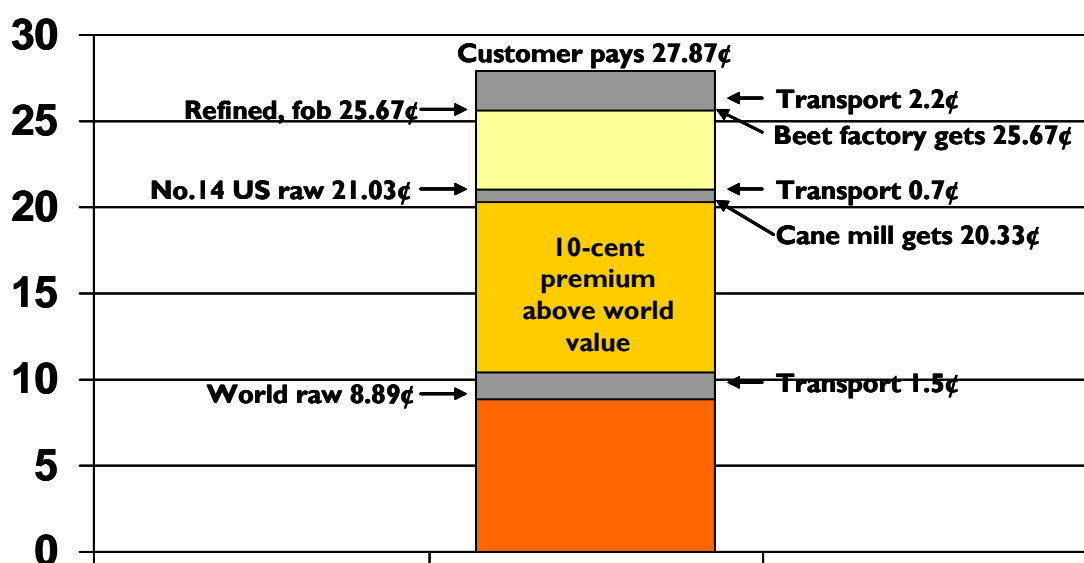 30
Customer pays 27.87¢
Transport 2.2¢
Refined, fob 25.67¢
25
Beet factory gets 25.67¢
No.14 US raw 21.03¢
Transport 0.7¢
20
Cane mill gets 20.33¢
10-cent
premium
above world
value
15
10
Transport 1.5¢
World raw 8.89¢
5
0